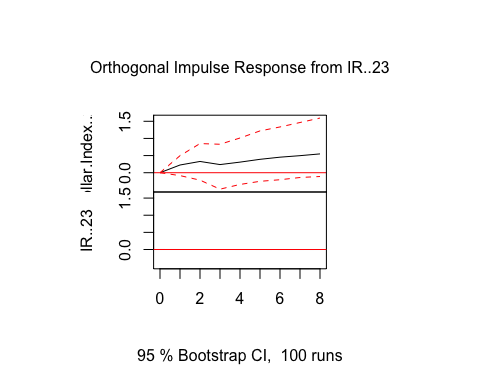 Orthogonal Impulse Response from IR..23
llar.Index..
0.0 1.5
IR..23
0.0 1.5
0 2 4 6 8
95 % Bootstrap CI, 100 runs